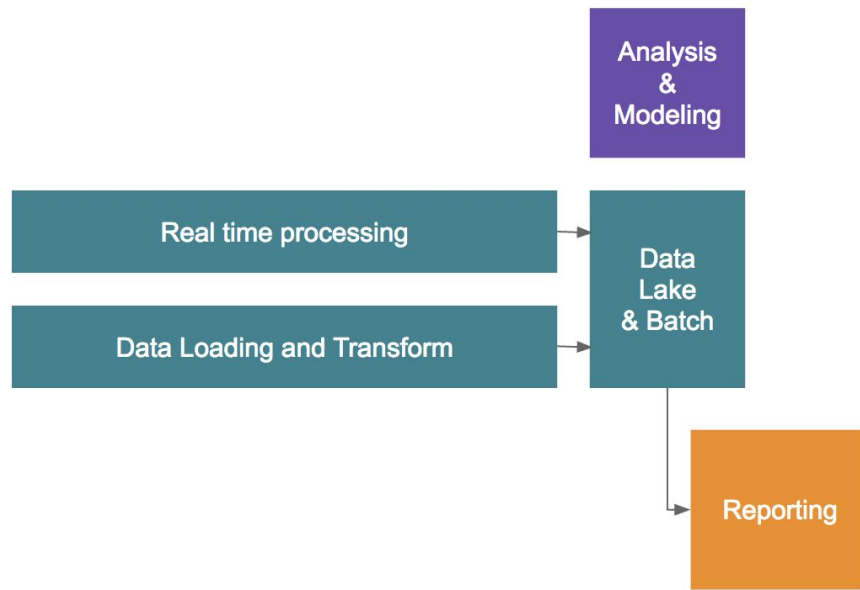 Analysis
&
Modeling
Real time processing
Data
Lake
& Batch
Data Loading and Transform
Reporting